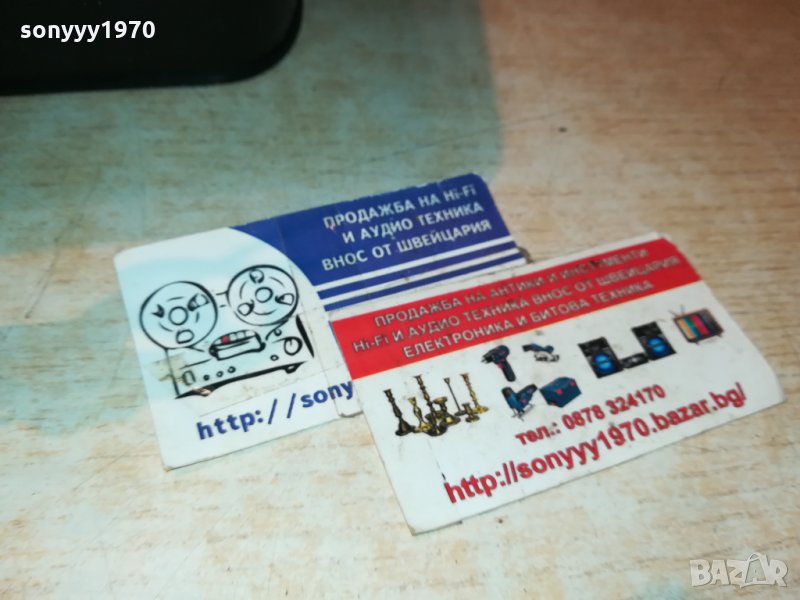 sonyyy1970
ПРОДАЖБА НА Hi-Fi
И АУДИО ТЕХНИКА
ВНОС ОТ ШВЕЙЦАРИЯ
http://sony
ПРОДАЖБА НА АНТИКИ И ИНСТРУМЕНТИ
Hi-Fi И АУДИО ТЕХНИКА ВНОС ОТ ШВЕЙЦАРИЯ
ЕЛЕКТРОНИКА И БИТОВА ТЕХНИКА
тел.: 0878 324170
http://sonyyy1970.bazar.bg/
BAZAR